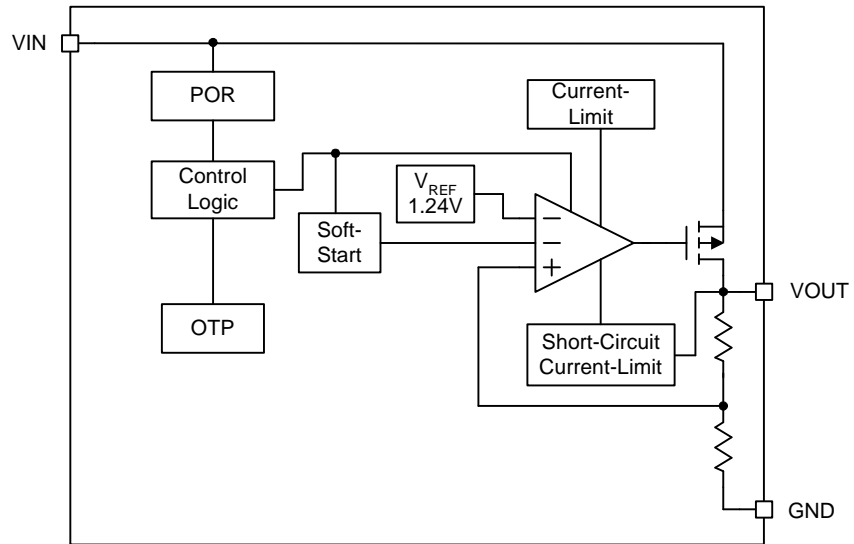 VIN
POR
Current-
Limit
Control
Logic
VREF
1.24V
Soft-
Start
−
−
+
VOUT
OTP
Short-Circuit
Current-Limit
GND